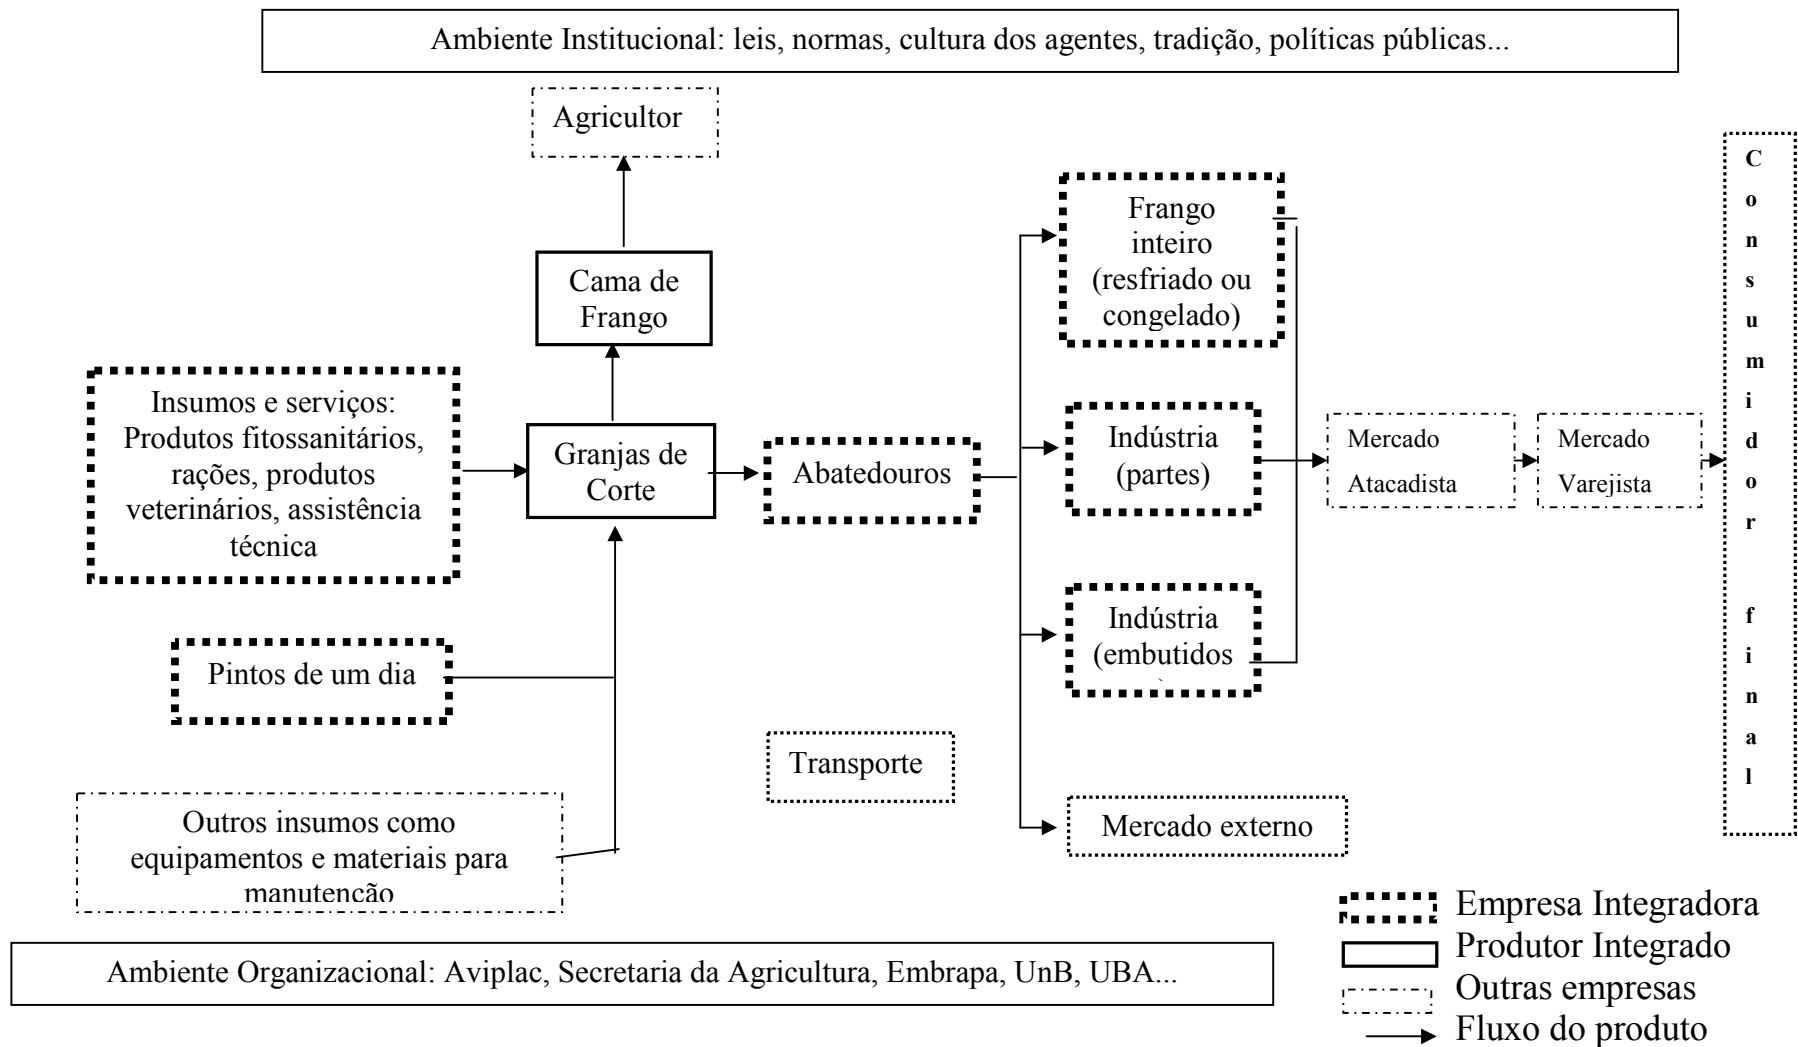 Ambiente Institucional: leis, normas, cultura dos agentes, tradição, políticas públicas...
Agricultor
Cama de
Frango
Insumos e serviços:
Produtos fitossanitários,
rações, produtos
veterinários, assistência
técnica
Granjas de
Corte
Abatedouros
Pintos de um dia
Outros insumos como
equipamentos e materiais para
manutenção
Transporte
Frango
inteiro
(resfriado ou
congelado)
Indústria
(partes)
Indústria
(embutidos
Mercado externo
Mercado
Atacadista
Mercado
Varejista
Consumidor
final
Ambiente Organizacional: Aviplac, Secretaria da Agricultura, Embrapa, UnB, UBA...
Empresa Integradora
Produtor Integrado
Outras empresas
Fluxo do produto